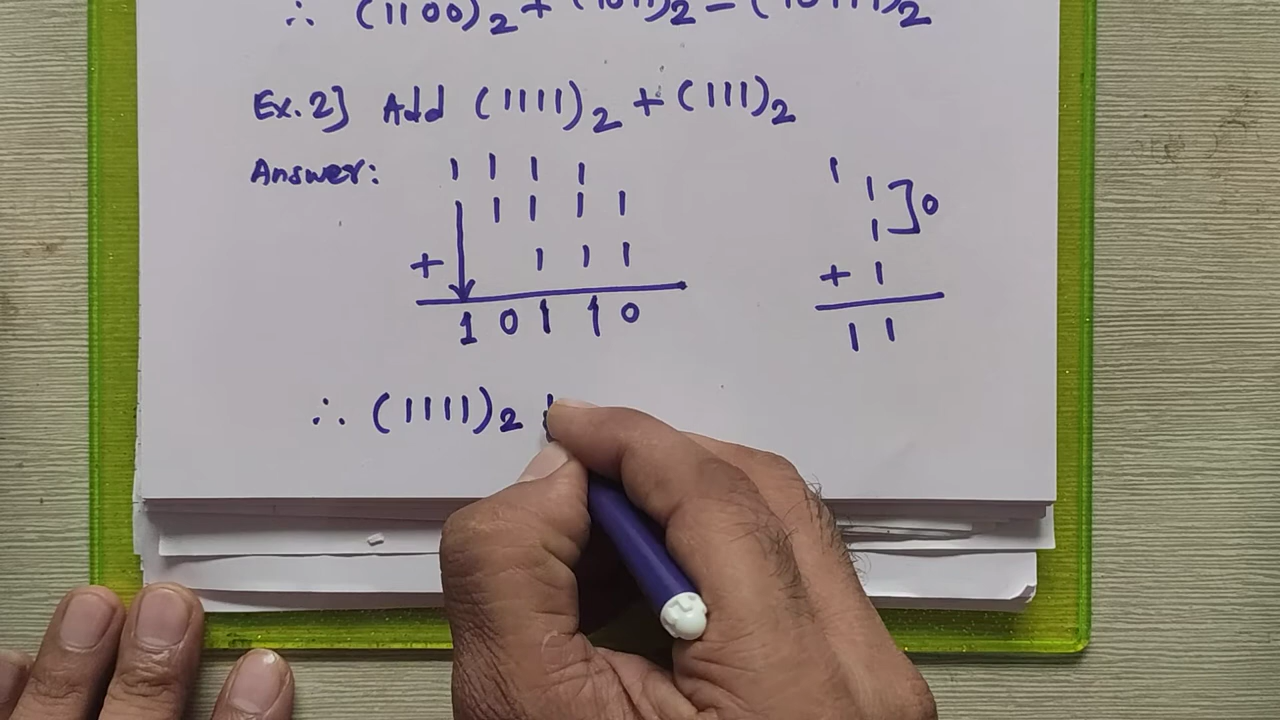 ∴ (1100)₂ + (1011)₂ = (10111)₂
Ex. 2] Add (1111)₂ + (111)₂
Answer:
1 1 1 1
1 1 1 1
+ 1 1 1
1 0 1 1 0
1
1 ] 0
1
+ 1
1 1
∴ (1111)₂